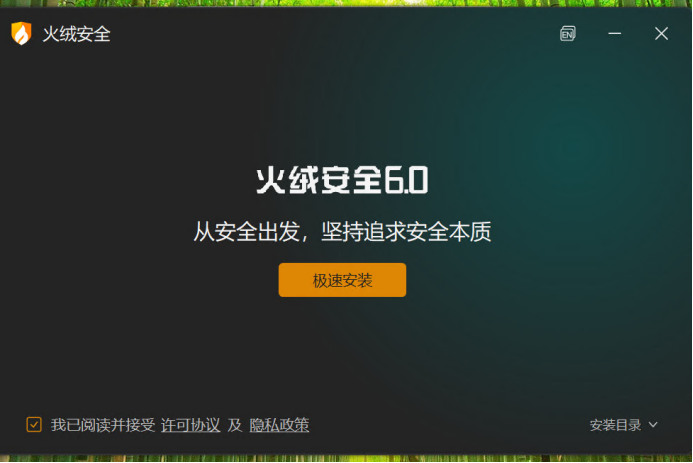 火绒安全
EN
火绒安全6.0
从安全出发，坚持追求安全本质
极速安装
我已阅读并接受 许可协议 及 隐私政策
安装目录